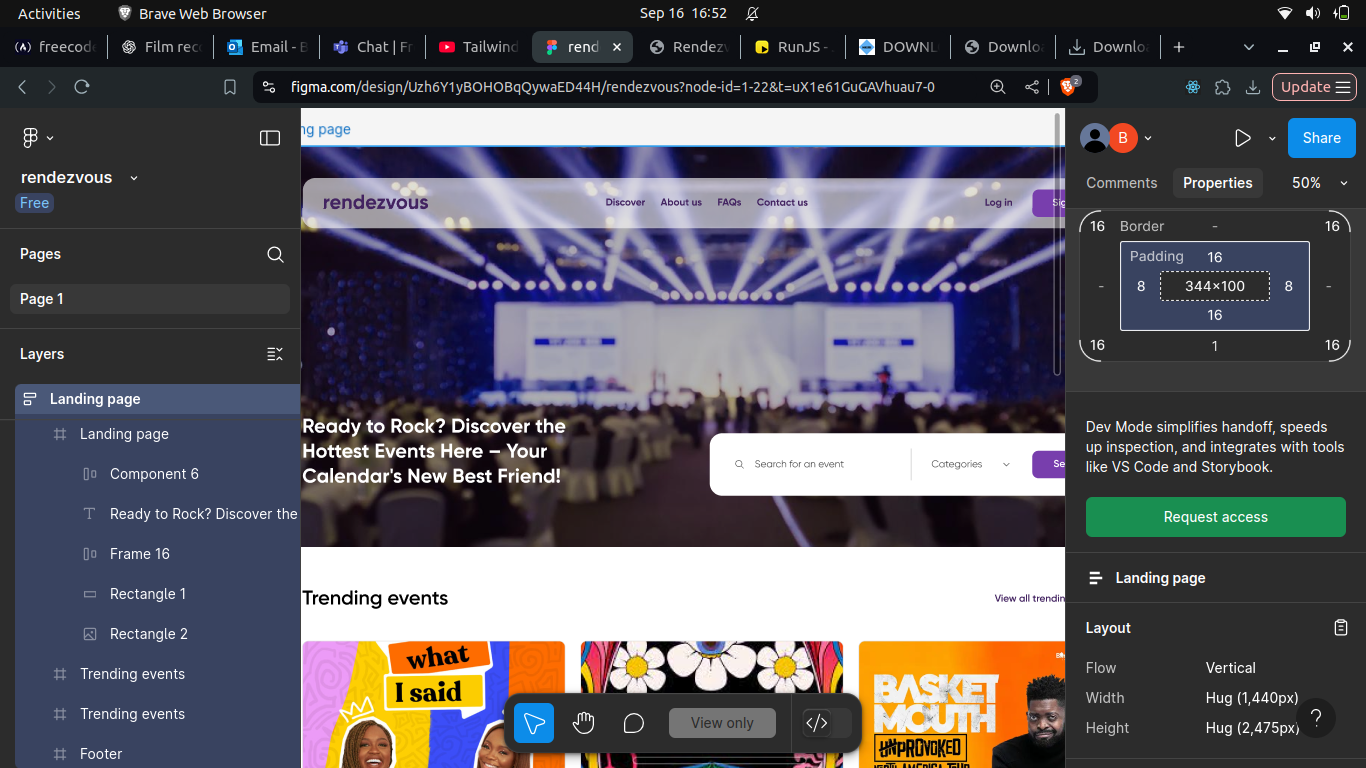 Activities
Brave Web Browser
Sep 16 16:52
freecod
Film rec
Email - B
Chat | Fr
Tailwind
rend
Rendezv
RunJS -
DOWNL
Downlo
Downlo
figma.com/design/Uzh6Y1yBOHOBqQywaED44H/rendezvous?node-id=1-22&t=uX1e61GuGAVhuau7-0
2
Update
rendezvous
Free
Pages
Page 1
Layers
Landing page
Landing page
Component 6
Ready to Rock? Discover the
Frame 16
Rectangle 1
Rectangle 2
Trending events
Trending events
Footer
ng page
rendezvous
Discover
About us
FAQs
Contact us
Log in
Sig
Ready to Rock? Discover the
Hottest Events Here – Your
Calendar's New Best Friend!
Search for an event
Categories
Se
Trending events
View all trendin
what
I said
BASKET
MOUTH
UNPROVOKED
NORTH AMERICA TOUR
View only
B
Share
Comments
Properties
50%
16
Border
-
16
Padding
16
-
8
344×100
8
-
16
16
1
16
Dev Mode simplifies handoff, speeds
up inspection, and integrates with tools
like VS Code and Storybook.
Request access
Landing page
Layout
Flow
Vertical
Width
Hug (1,440px)
Height
Hug (2,475px)
?